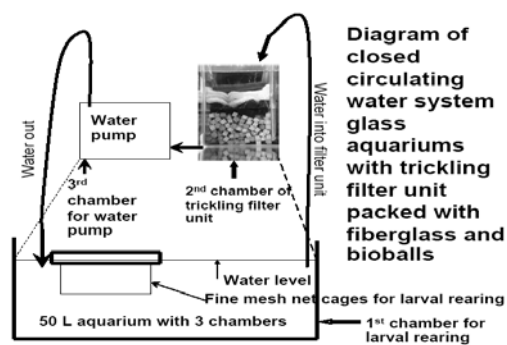 Diagram of
closed
circulating
water system
glass
aquariums
with trickling
filter unit
packed with
fiberglass and
bioballs
Water out
Water
pump
Water into filter unit
3rd
chamber
for water
pump
2nd chamber of
trickling filter
unit
Water level
Fine mesh net cages for larval rearing
50 L aquarium with 3 chambers
1st chamber for
larval rearing